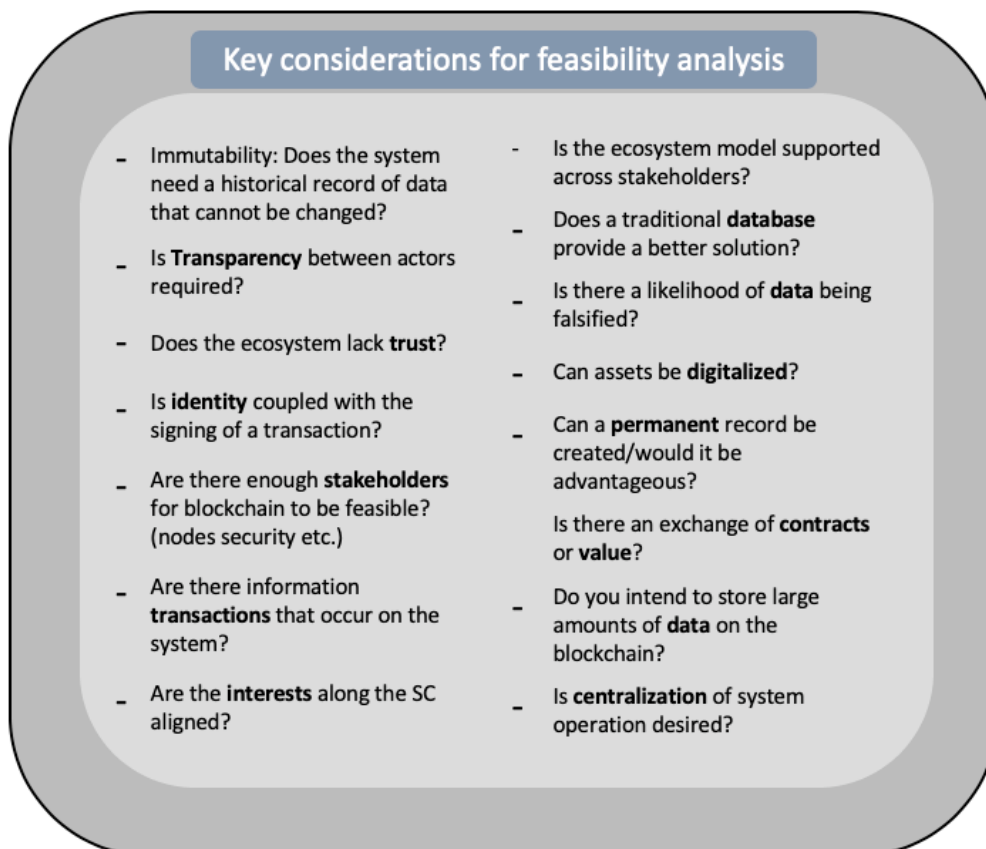 Key considerations for feasibility analysis
- Immutability: Does the system
need a historical record of data
that cannot be changed?
- Is Transparency between actors
required?
- Does the ecosystem lack trust?
- Is identity coupled with the
signing of a transaction?
- Are there enough stakeholders
for blockchain to be feasible?
(nodes security etc.)
- Are there information
transactions that occur on the
system?
- Are the interests along the SC
aligned?
- Is the ecosystem model supported
across stakeholders?
- Does a traditional database
provide a better solution?
- Is there a likelihood of data being
falsified?
- Can assets be digitalized?
- Can a permanent record be
created/would it be
advantageous?
Is there an exchange of contracts
or value?
- Do you intend to store large
amounts of data on the
blockchain?
- Is centralization of system
operation desired?